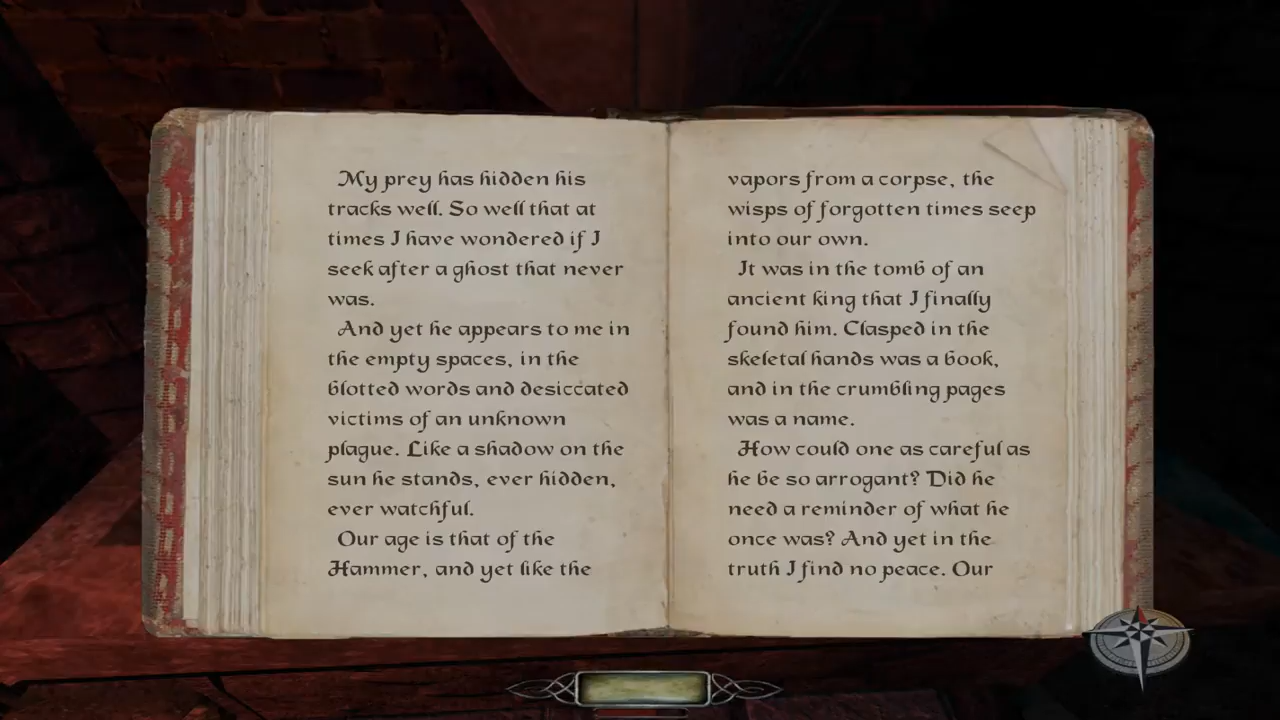 My prey has hidden his
tracks well. So well that at
times I have wondered if I
seek after a ghost that never
was.
And yet he appears to me in
the empty spaces, in the
blotted words and desiccated
victims of an unknown
plague. Like a shadow on the
sun he stands, ever hidden,
ever watchful.
Our age is that of the
Hammer, and yet like the
vapors from a corpse, the
wisps of forgotten times seep
into our own.
It was in the tomb of an
ancient king that I finally
found him. Clasped in the
skeletal hands was a book,
and in the crumbling pages
was a name.
How could one as careful as
he be so arrogant? Did he
need a reminder of what he
once was? And yet in the
truth I find no peace. Our